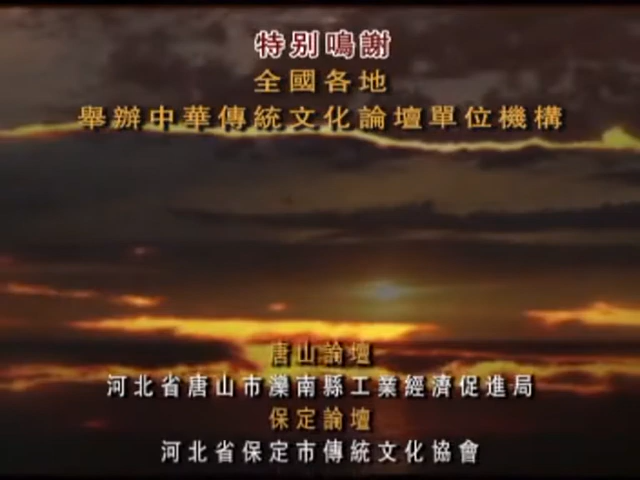 特别鳴謝
全國各地
舉辦中華傳統文化論壇單位機構
唐山論壇
河北省唐山市灤南縣工業經濟促進局
保定論壇
河北省保定市傳統文化協會